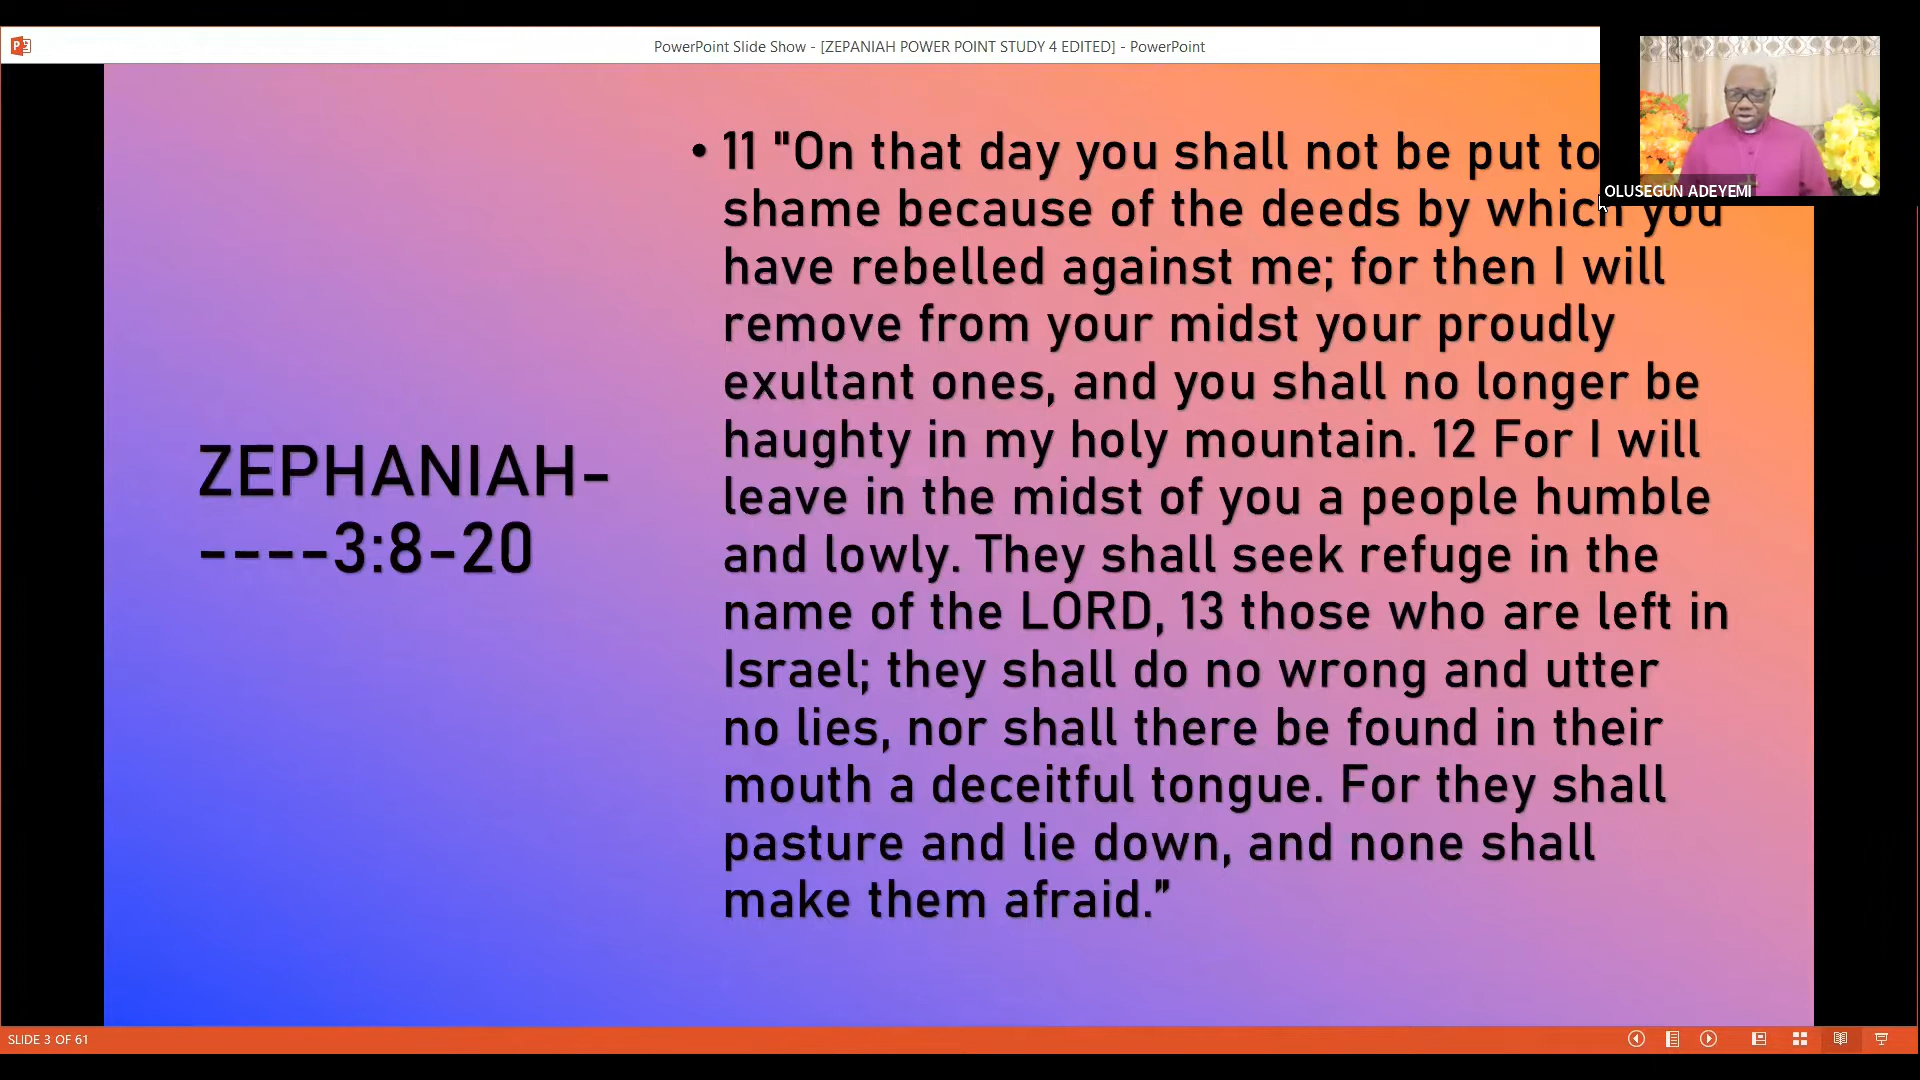 PowerPoint Slide Show - [ZEPANIAH POWER POINT STUDY 4 EDITED] - PowerPoint
OLUSEGUN ADEYEMI
ZEPHANIAH-
----3:8-20
• 11 "On that day you shall not be put to
shame because of the deeds by which you
have rebelled against me; for then I will
remove from your midst your proudly
exultant ones, and you shall no longer be
haughty in my holy mountain. 12 For I will
leave in the midst of you a people humble
and lowly. They shall seek refuge in the
name of the LORD, 13 those who are left in
Israel; they shall do no wrong and utter
no lies, nor shall there be found in their
mouth a deceitful tongue. For they shall
pasture and lie down, and none shall
make them afraid.”
SLIDE 3 OF 61